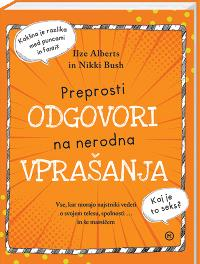 Kakšna je razlika
med puncami
in fanti?
Ilze Alberts
in Nikki Bush
Preprosti
ODGOVORI
na nerodna
VPRAŠANJA
Vse, kar morajo najstniki vedeti
o svojem telesu, spolnosti ...
in še marsičem
Kaj je
to seks?